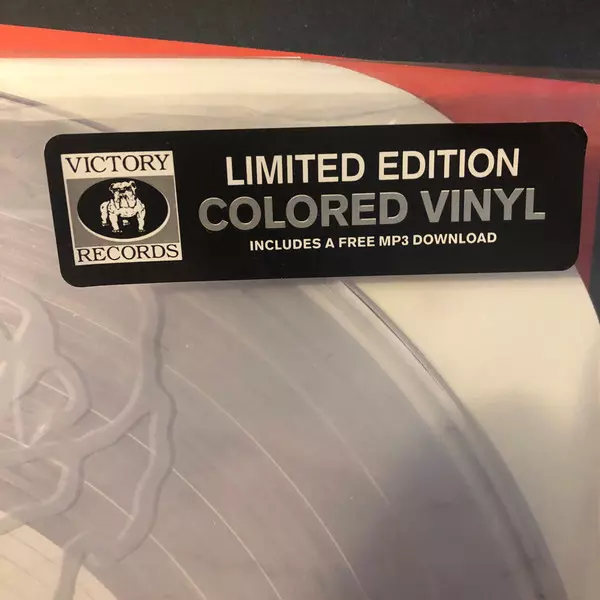 VICTORY
RECORDS
LIMITED EDITION
COLORED VINYL
INCLUDES A FREE MP3 DOWNLOAD